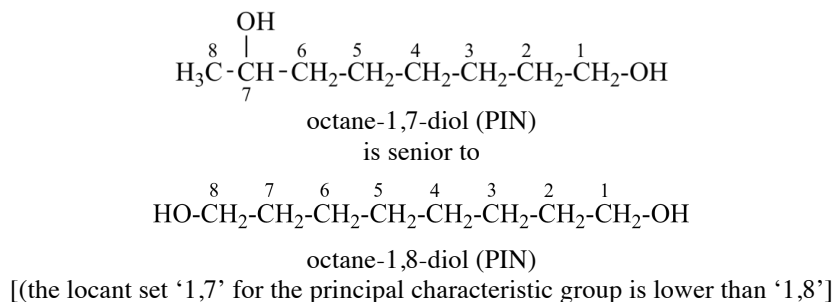 OH
8 6 5 4 3 2 1
H₃C-CH-CH₂-CH₂-CH₂-CH₂-CH₂-CH₂-OH
7
octane-1,7-diol (PIN)
is senior to
8 7 6 5 4 3 2 1
HO-CH₂-CH₂-CH₂-CH₂-CH₂-CH₂-CH₂-CH₂-OH
octane-1,8-diol (PIN)
[(the locant set ‘1,7’ for the principal characteristic group is lower than ‘1,8’]